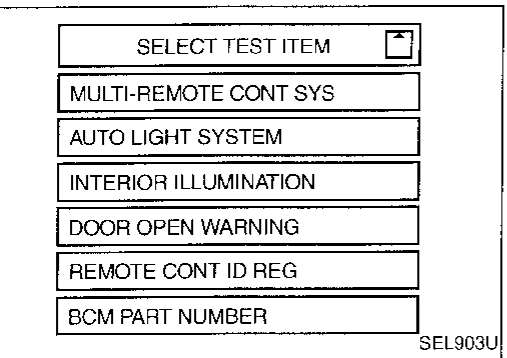 SELECT TEST ITEM
MULTI-REMOTE CONT SYS
AUTO LIGHT SYSTEM
INTERIOR ILLUMINATION
DOOR OPEN WARNING
REMOTE CONT ID REG
BCM PART NUMBER
SEL903U